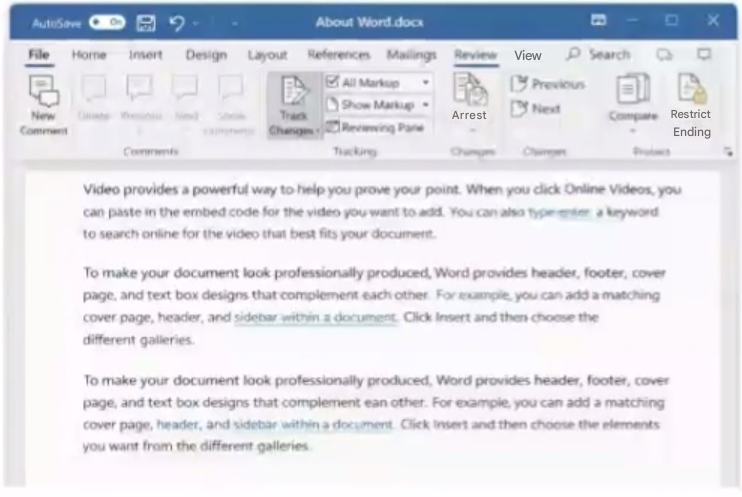 AutoSave On About Word.docx
File Home Insert Design Layout References Mailings Review View Search
New Comment
Delete Previous Next Show Comments
Track Changes
All Markup
Show Markup
Reviewing Pane
Arrest
Previous
Next
Compare
Restrict Ending
Comments Tracking Changes Changes Protect
Video provides a powerful way to help you prove your point. When you click Online Videos, you
can paste in the embed code for the video you want to add. You can also type enter a keyword
to search online for the video that best fits your document.
To make your document look professionally produced, Word provides header, footer, cover
page, and text box designs that complement each other. For example, you can add a matching
cover page, header, and sidebar within a document. Click Insert and then choose the
different galleries.
To make your document look professionally produced, Word provides header, footer, cover
page, and text box designs that complement ean other. For example, you can add a matching
cover page, header, and sidebar within a document. Click Insert and then choose the elements
you want from the different galleries.